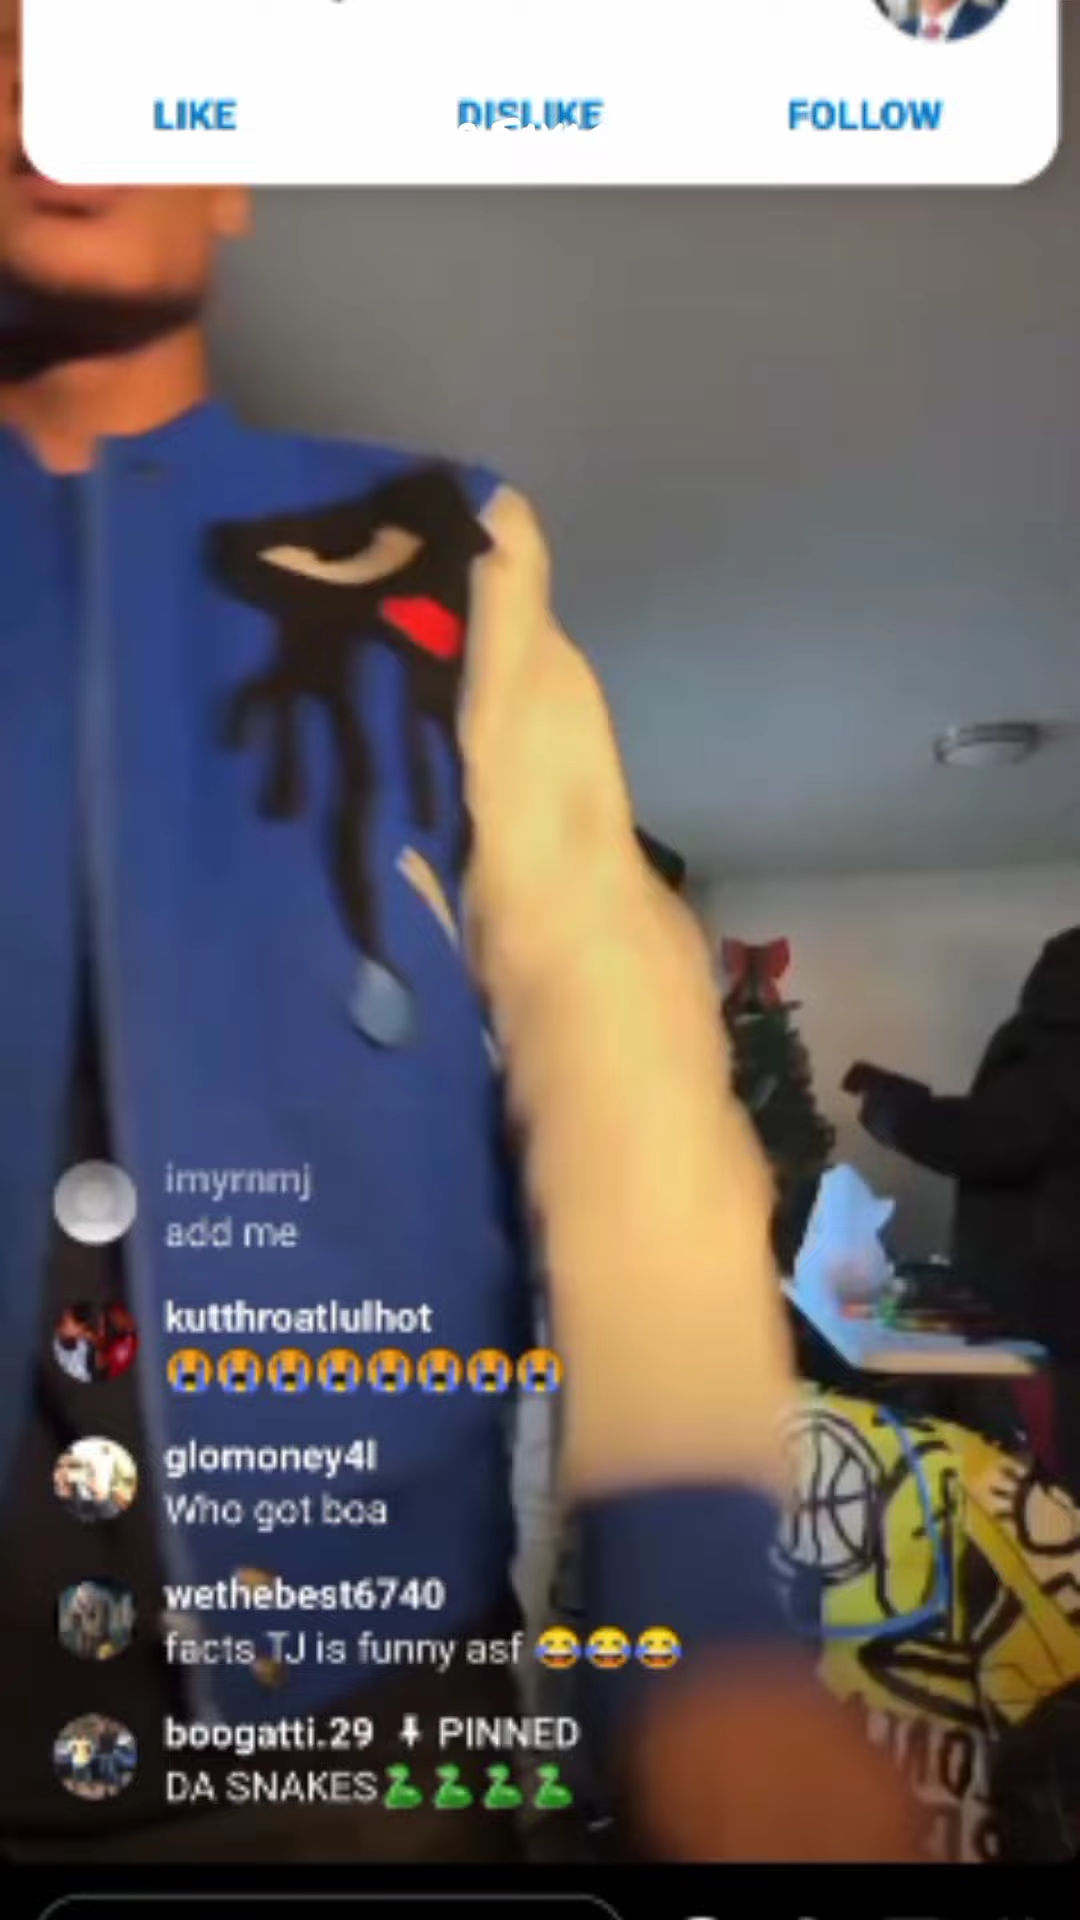 LIKE DISLIKE FOLLOW
imyrnmj
add me
kutthroatlulhot
😭😭😭😭😭😭😭😭
glomoney4l
Who got boa
wethebest6740
facts TJ is funny asf 😂😂😂
boogatti.29 📌 PINNED
DA SNAKES🐍🐍🐍🐍